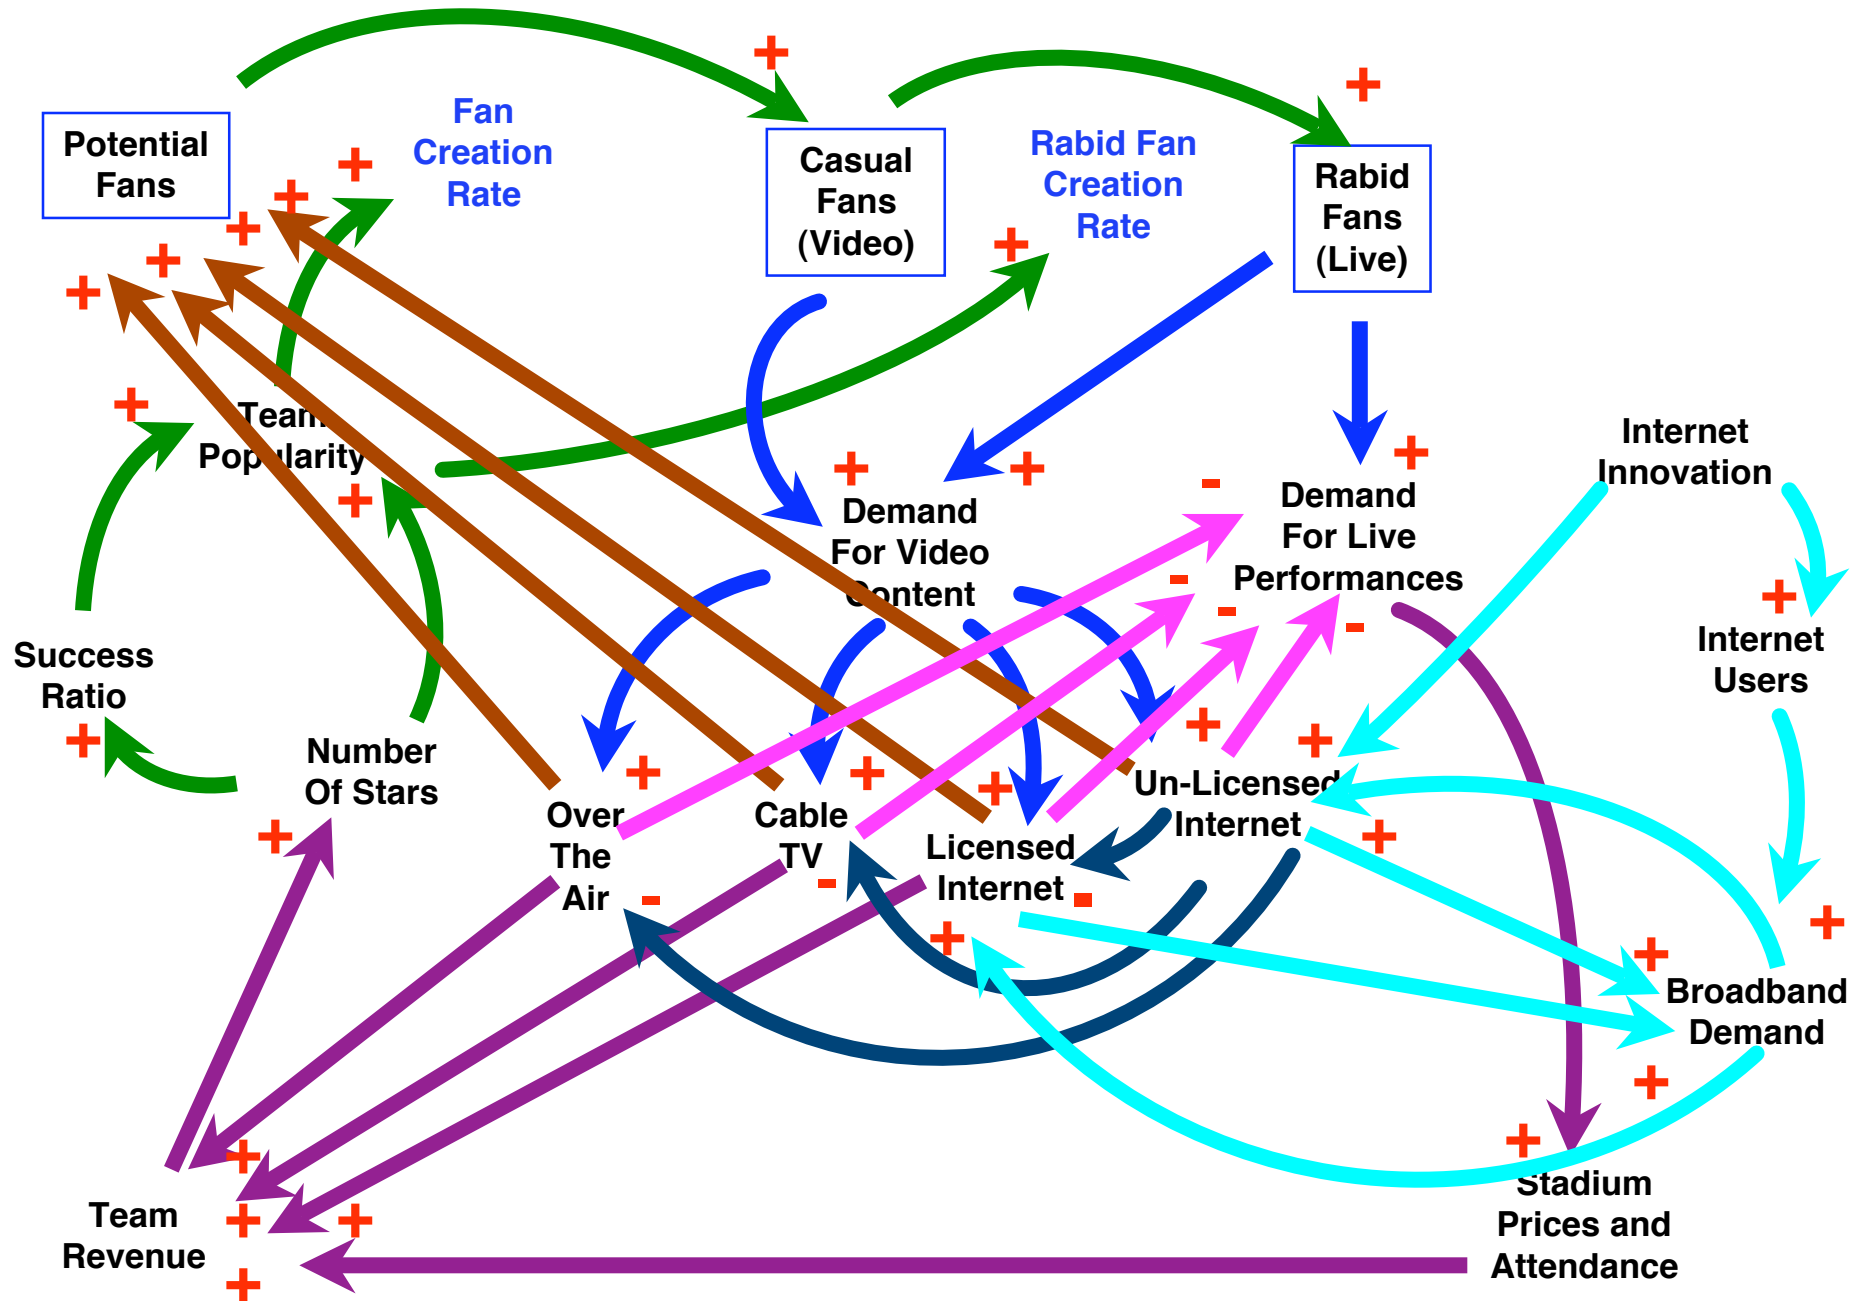 Potential
Fans
Fan
Creation
Rate
Casual
Fans
(Video)
Rabid Fan
Creation
Rate
Rabid
Fans
(Live)
Team
Popularity
Demand
For Video
Content
Demand
For Live
Performances
Internet
Innovation
Success
Ratio
Internet
Users
Number
Of Stars
Over
The
Air
Cable
TV
Licensed
Internet
Un-Licensed
Internet
Broadband
Demand
Team
Revenue
Stadium
Prices and
Attendance